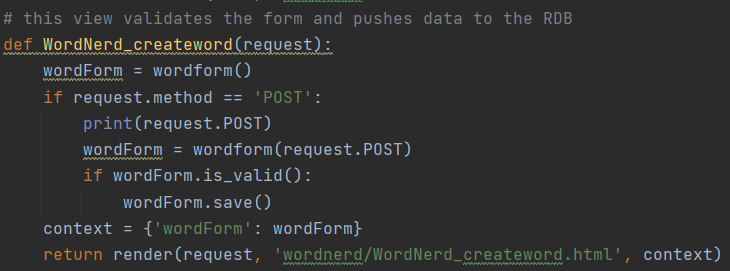 # this view validates the form and pushes data to the RDB
def WordNerd_createword(request):
    wordForm = wordform()
    if request.method == 'POST':
        print(request.POST)
        wordForm = wordform(request.POST)
        if wordForm.is_valid():
            wordForm.save()
    context = {'wordForm': wordForm}
    return render(request, 'wordnerd/WordNerd_createword.html', context)